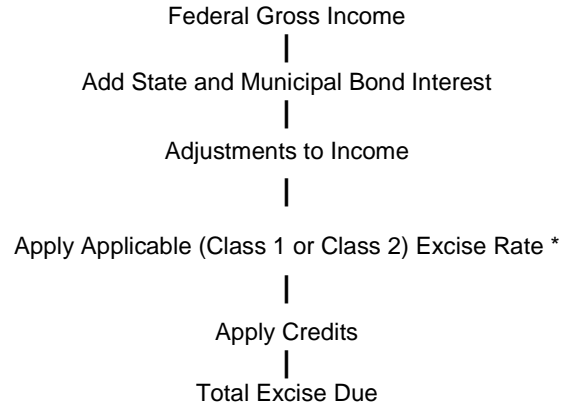 Federal Gross Income
Add State and Municipal Bond Interest
Adjustments to Income
Apply Applicable (Class 1 or Class 2) Excise Rate *
Apply Credits
Total Excise Due